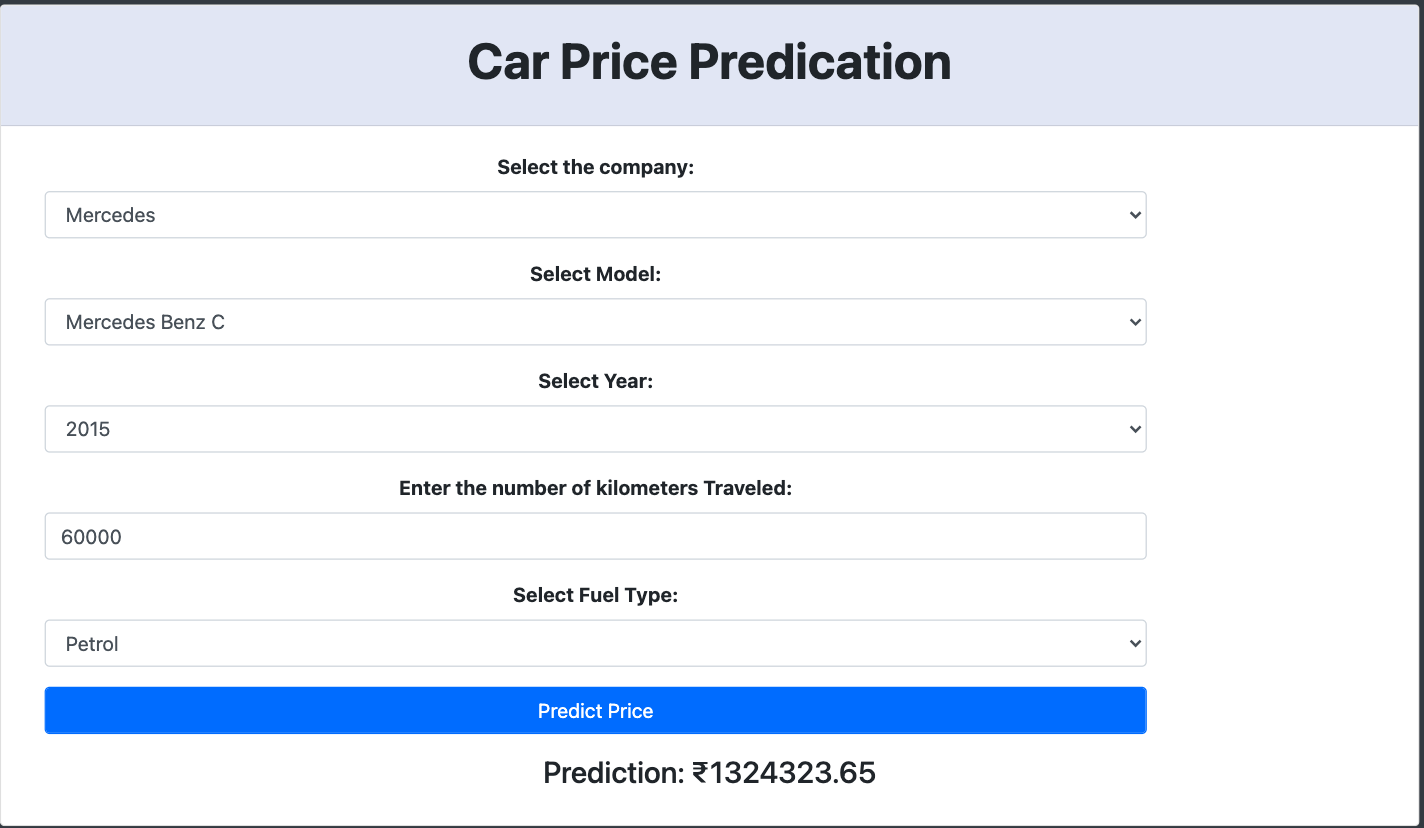 Car Price Predication
Select the company:
Mercedes
Select Model:
Mercedes Benz C
Select Year:
2015
Enter the number of kilometers Traveled:
60000
Select Fuel Type:
Petrol
Predict Price
Prediction: ₹1324323.65